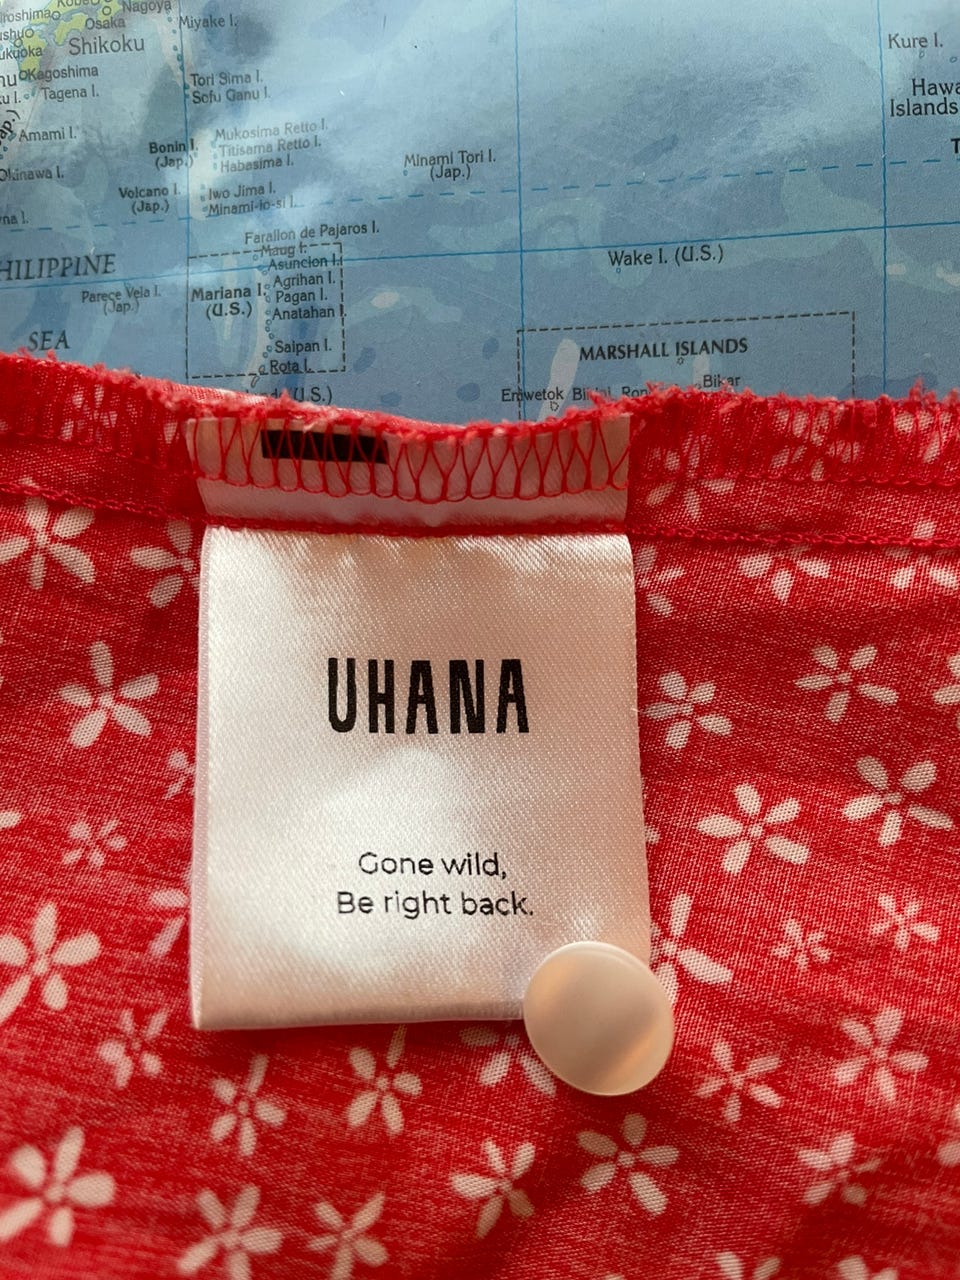 Nagoya
Osaka
Miyake I.
Shikoku
Kure I.
Kagoshima
Tori Sima I.
Tagena I.
Sofu Ganu I.
Islands
Amami I.
Mukosima Retto I.
Bonin I.
(Jap.)
Titisama Retto I.
Habasima I.
Minami Tori I.
(Jap.)
Okinawa I.
Volcano I.
(Jap.)
Iwo Jima I.
Minami-io-si I.
Farallon de Pajaros I.
Maug I.
Wake I. (U.S.)
Asuncion I.
PHILIPPINE
SEA
Parece Vela I.
(Jap.)
Mariana I.
(U.S.)
Agrihan I.
Pagan I.
Anatahan I.
Saipan I.
Rota I.
(U.S.)
MARSHALL ISLANDS
Eniwetok
Bikar
UHANA
Gone wild,
Be right back.